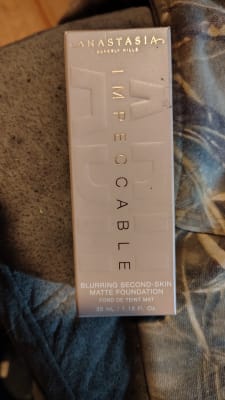 ANASTASIA
BEVERLY HILLS
IMPECCABLE
BLURRING SECOND-SKIN
MATTE FOUNDATION
FOND DE TEINT MAT